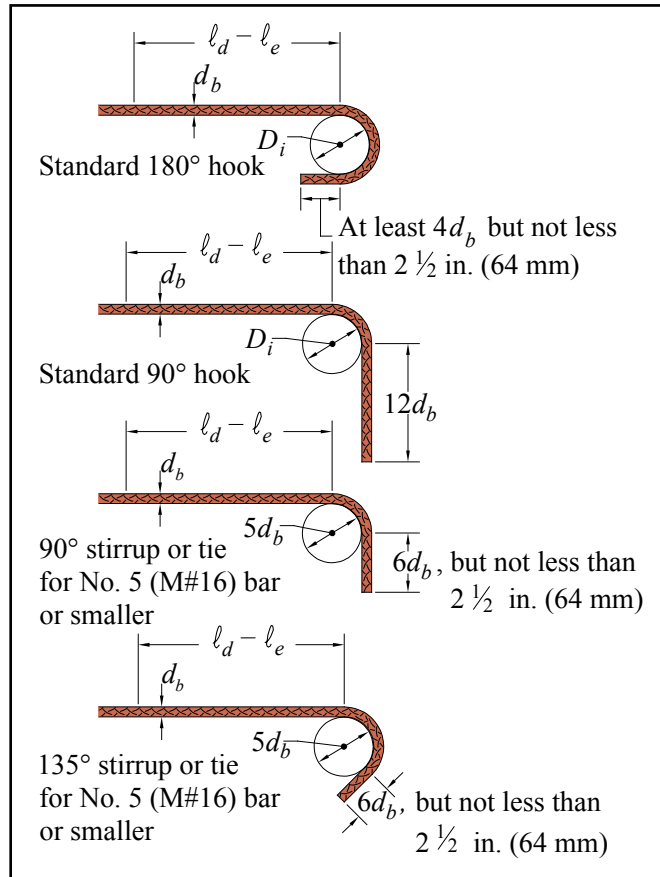 ℓd − ℓe
db
Di
Standard 180° hook
At least 4db but not less
than 2 ½ in. (64 mm)
ℓd − ℓe
db
Di
Standard 90° hook
12db
ℓd − ℓe
db
5db
90° stirrup or tie
for No. 5 (M#16) bar
or smaller
6db, but not less than
2 ½ in. (64 mm)
ℓd − ℓe
db
5db
135° stirrup or tie
for No. 5 (M#16) bar
or smaller
6db, but not less than
2 ½ in. (64 mm)